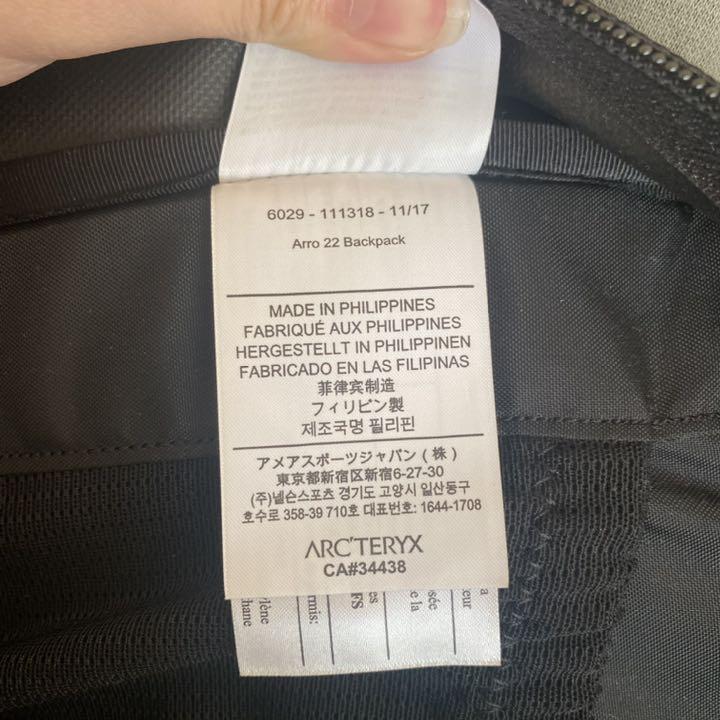 6029 - 111318 - 11/17
Arro 22 Backpack
MADE IN PHILIPPINES
FABRIQUÉ AUX PHILIPPINES
HERGESTELLT IN PHILIPPINEN
FABRICADO EN LAS FILIPINAS
菲律宾制造
フィリピン製
제조국명 필리핀
アメアスポーツジャパン(株)
東京都新宿区新宿6-27-30
(주)넬슨스포츠 경기도 고양시 일산동구
호수로 358-39 710호 대표번호: 1644-1708
ARC'TERYX
CA#34438